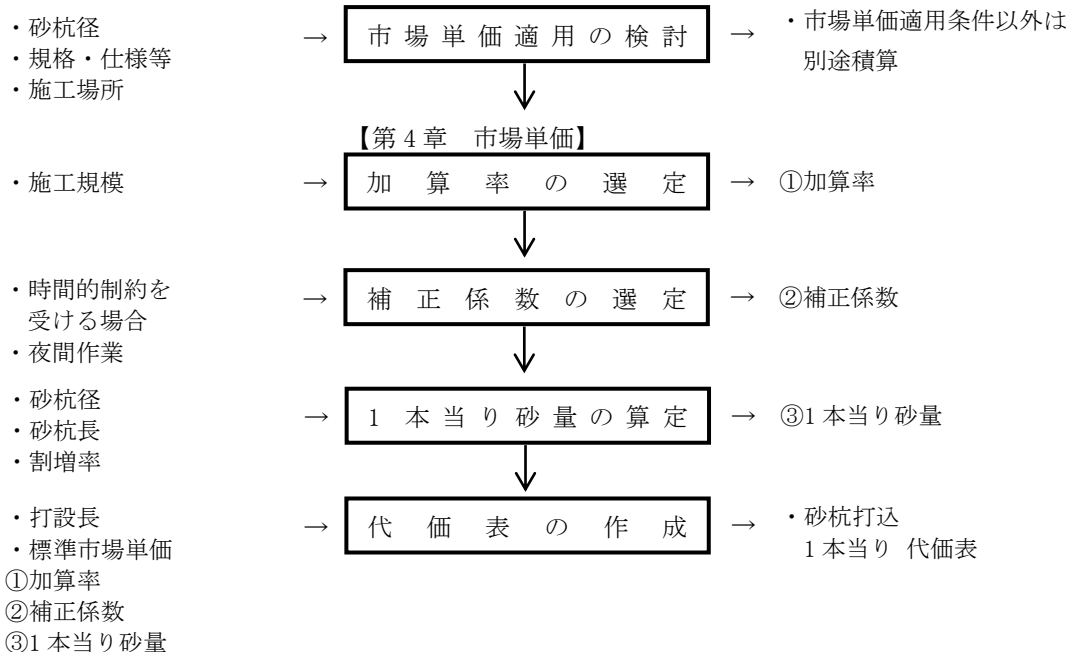 ・砂杭径
・規格・仕様等
・施工場所
→
市場単価適用の検討
→
・市場単価適用条件以外は
別途積算
【第4章 市場単価】
・施工規模
→
加算率の選定
→
①加算率
・時間的制約を
受ける場合
・夜間作業
→
補正係数の選定
→
②補正係数
・砂杭径
・砂杭長
・割増率
→
1本当り砂量の算定
→
③1本当り砂量
・打設長
・標準市場単価
①加算率
②補正係数
③1本当り砂量
→
代価表の作成
→
・砂杭打込
1本当り 代価表